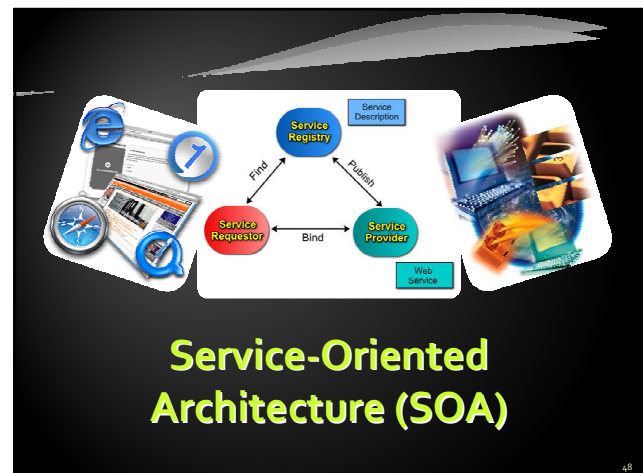 Service
Description
Service
Registry
Find
Publish
Service
Requestor
Bind
Service
Provider
Web
Service
Service-Oriented
Architecture (SOA)
48